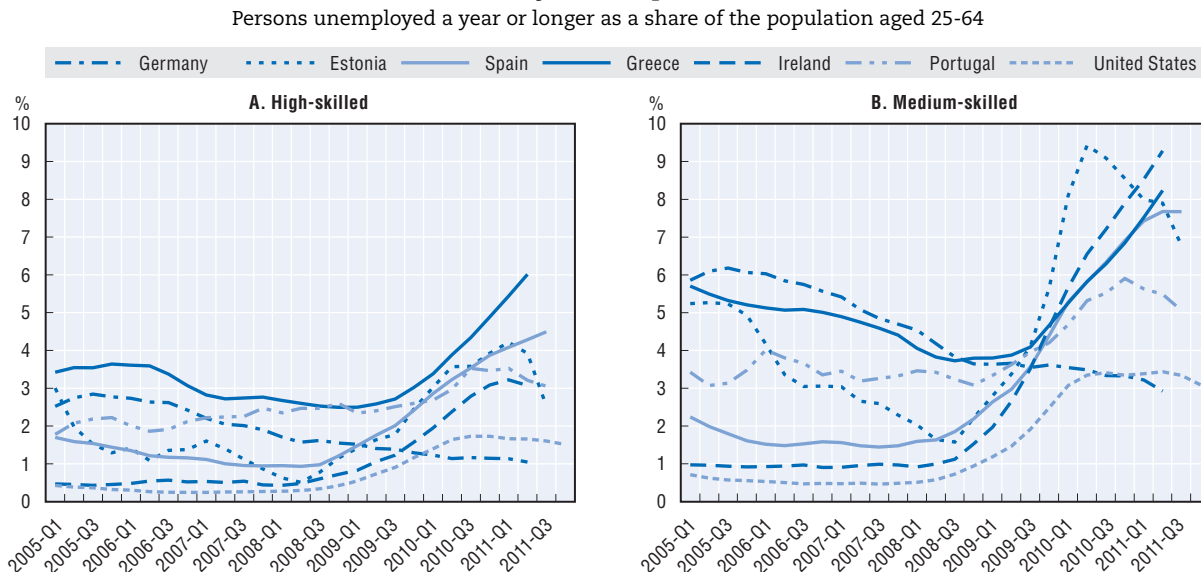 Persons unemployed a year or longer as a share of the population aged 25-64
Germany Estonia Spain Greece Ireland Portugal United States
A. High-skilled
%
10
9
8
7
6
5
4
3
2
1
0
2005-Q1
2005-Q3
2006-Q1
2006-Q3
2007-Q1
2007-Q3
2008-Q1
2008-Q3
2009-Q1
2009-Q3
2010-Q1
2010-Q3
2011-Q1
2011-Q3
B. Medium-skilled
%
10
9
8
7
6
5
4
3
2
1
0
2005-Q1
2005-Q3
2006-Q1
2006-Q3
2007-Q1
2007-Q3
2008-Q1
2008-Q3
2009-Q1
2009-Q3
2010-Q1
2010-Q3
2011-Q1
2011-Q3